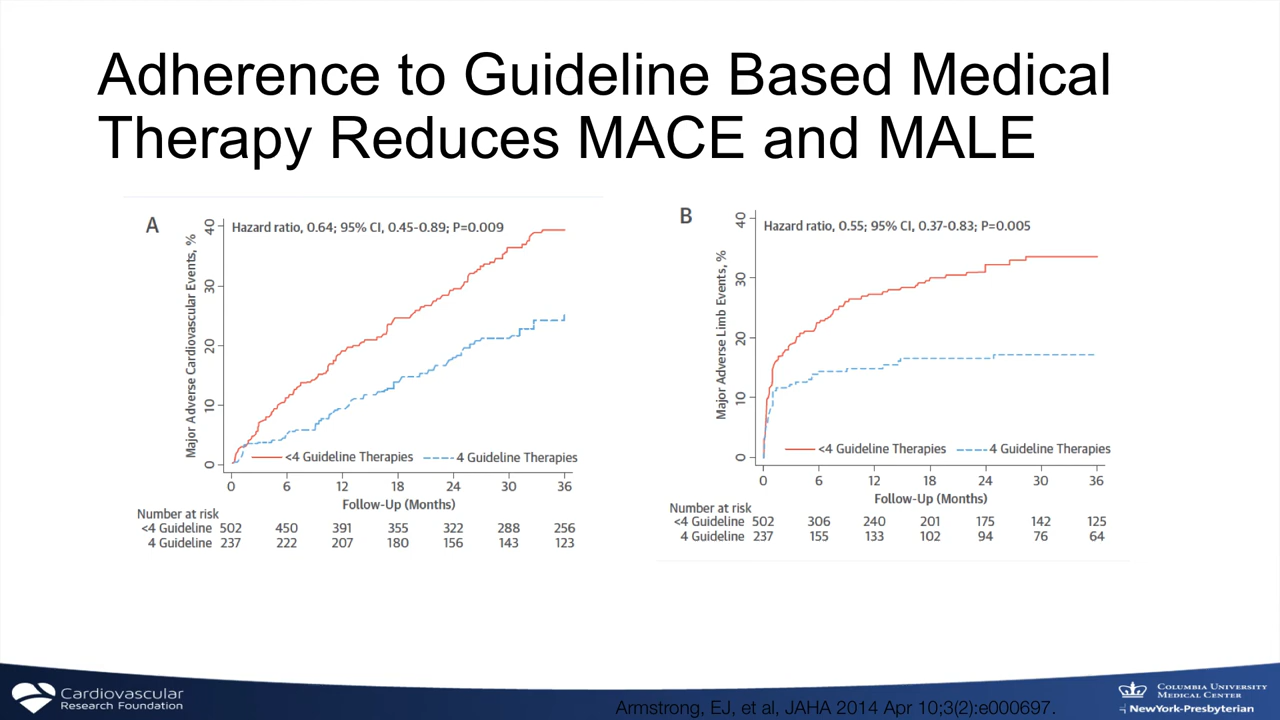 Adherence to Guideline Based Medical
Therapy Reduces MACE and MALE
A
Hazard ratio, 0.64; 95% CI, 0.45-0.89; P=0.009
Major Adverse Cardiovascular Events, %
40
30
20
10
0
<4 Guideline Therapies
4 Guideline Therapies
0 6 12 18 24 30 36
Follow-Up (Months)
Number at risk
<4 Guideline 502 450 391 355 322 288 256
4 Guideline 237 222 207 180 156 143 123
B
Hazard ratio, 0.55; 95% CI, 0.37-0.83; P=0.005
Major Adverse Limb Events, %
40
30
20
10
0
<4 Guideline Therapies
4 Guideline Therapies
0 6 12 18 24 30 36
Follow-Up (Months)
Number at risk
<4 Guideline 502 306 240 201 175 142 125
4 Guideline 237 155 133 102 94 76 64
Cardiovascular
Research Foundation
Armstrong, EJ, et al, JAHA 2014 Apr 10;3(2):e000697.
COLUMBIA UNIVERSITY
MEDICAL CENTER
NewYork-Presbyterian